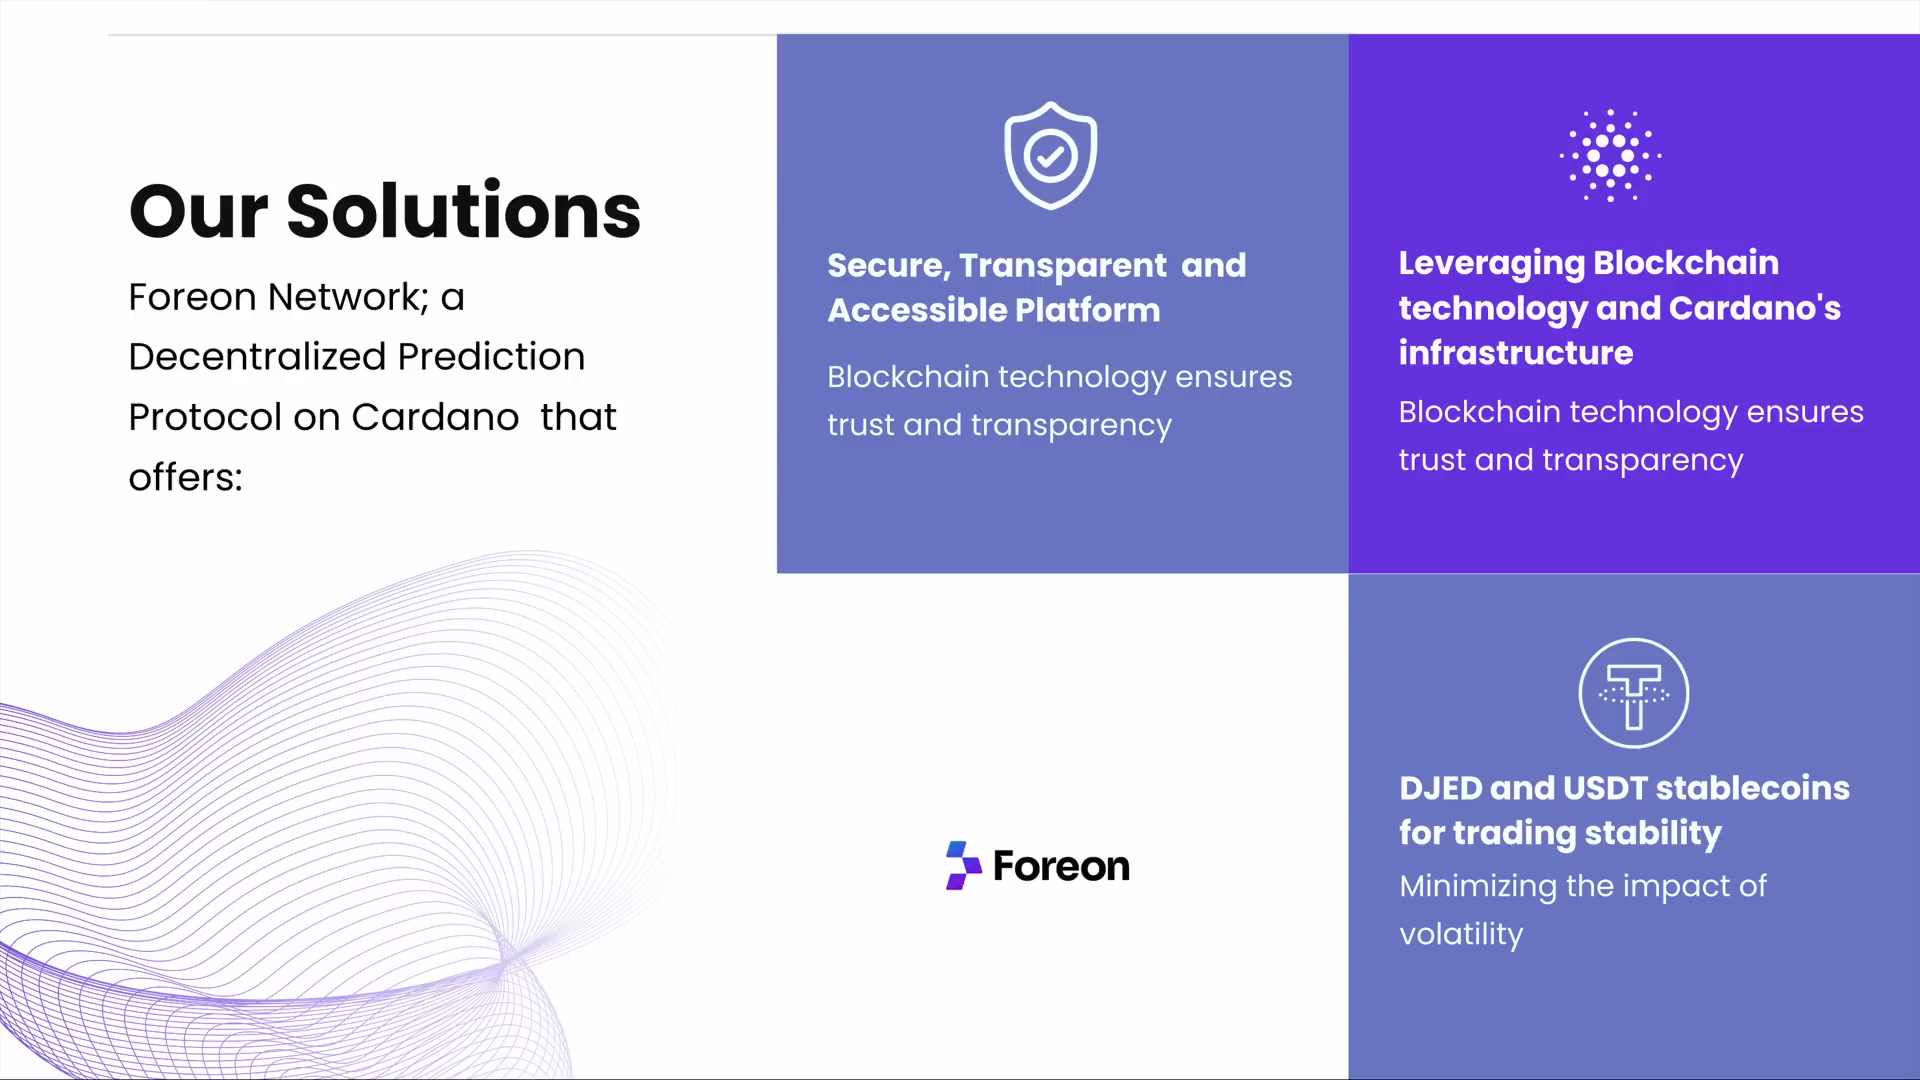 Our Solutions
Foreon Network; a
Decentralized Prediction
Protocol on Cardano  that
offers:
Secure, Transparent  and
Accessible Platform
Blockchain technology ensures
trust and transparency
Leveraging Blockchain
technology and Cardano's
infrastructure
Blockchain technology ensures
trust and transparency
DJED and USDT stablecoins
for trading stability
Minimizing the impact of
volatility
Foreon